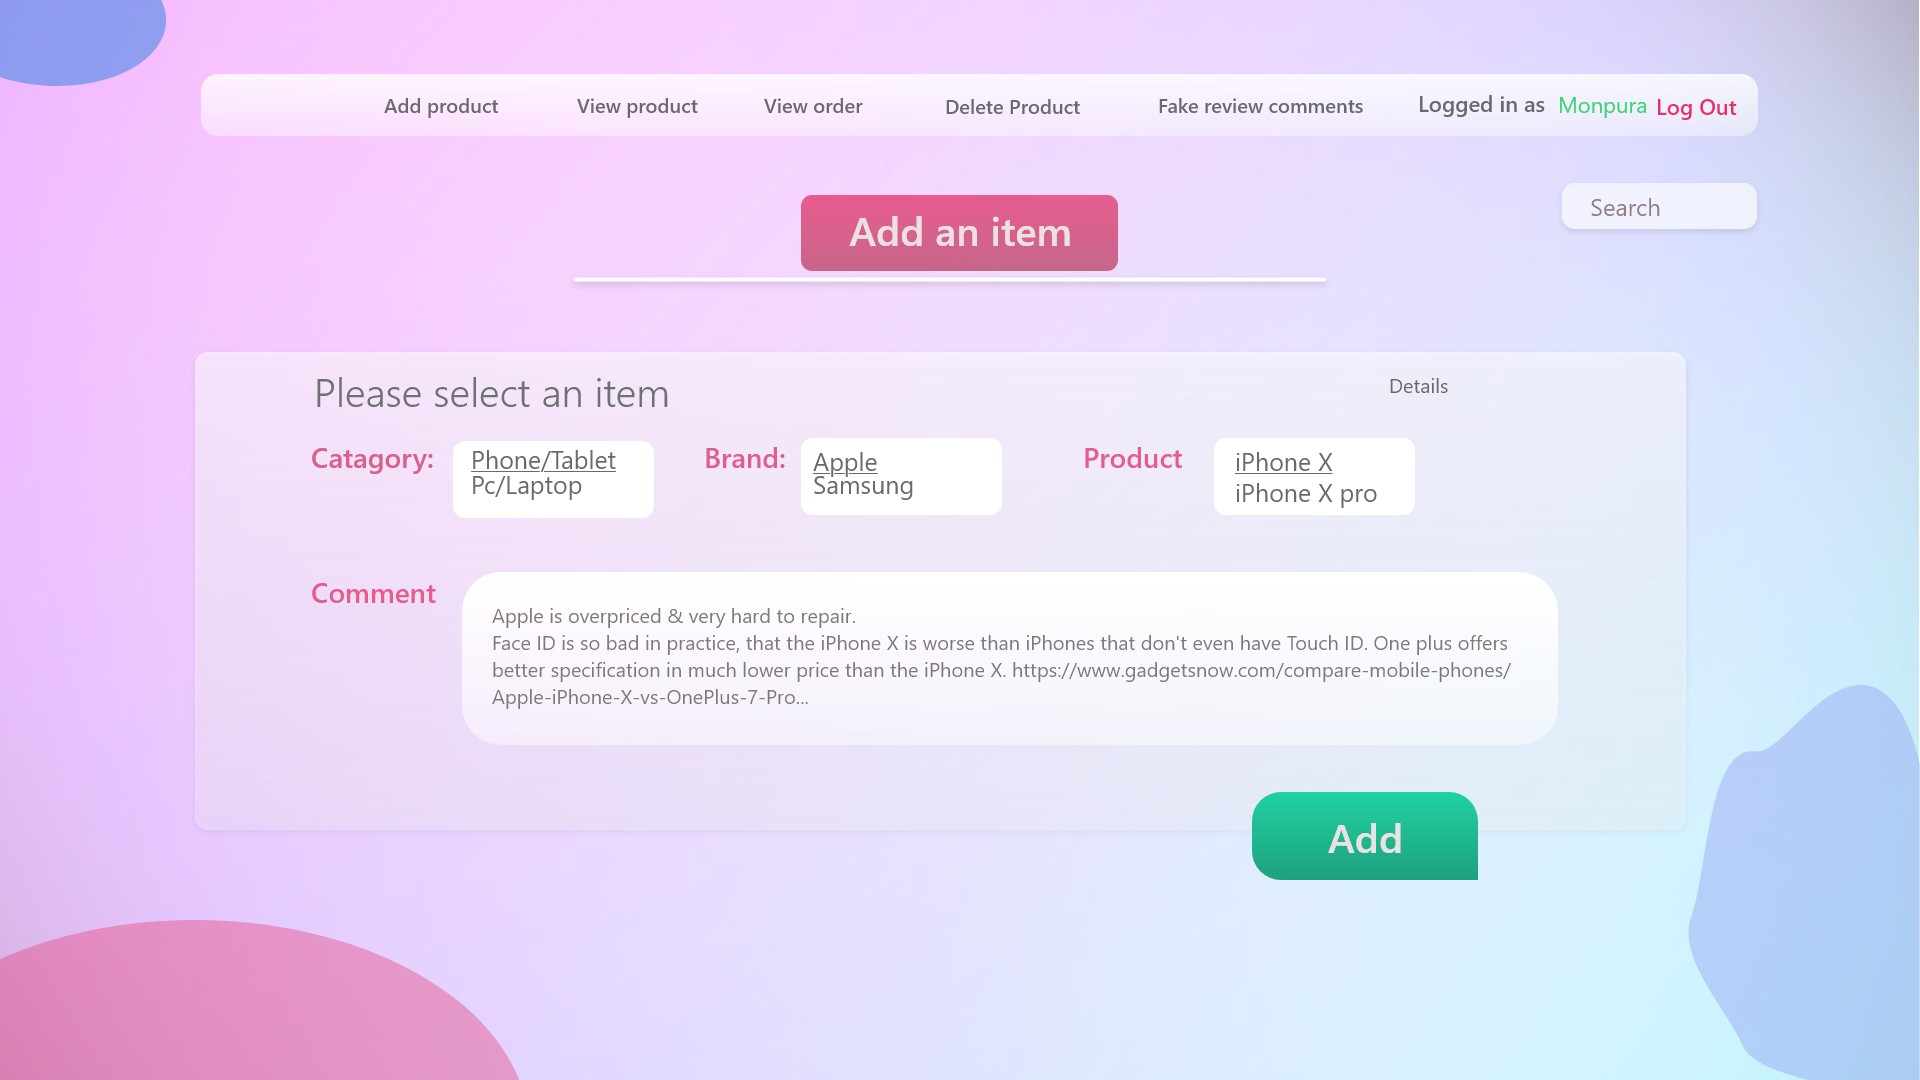 Add product View product View order Delete Product Fake review comments Logged in as Monpura Log Out
Search
Add an item
Please select an item
Details
Catagory: Phone/Tablet
Pc/Laptop
Brand: Apple
Samsung
Product iPhone X
iPhone X pro
Comment
Apple is overpriced & very hard to repair.
Face ID is so bad in practice, that the iPhone X is worse than iPhones that don't even have Touch ID. One plus offers
better specification in much lower price than the iPhone X. https://www.gadgetsnow.com/compare-mobile-phones/
Apple-iPhone-X-vs-OnePlus-7-Pro...
Add